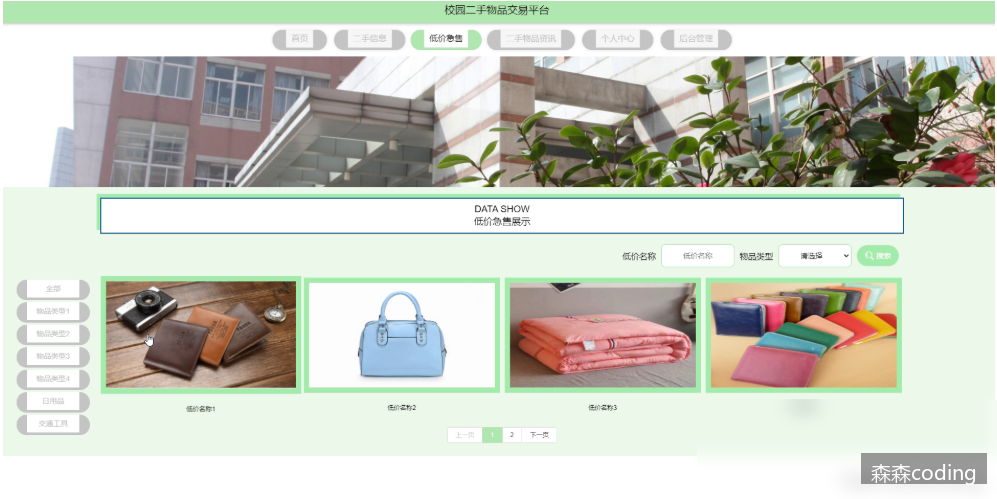 校园二手物品交易平台
首页 二手信息 低价急售 二手物品资讯 个人中心 后台管理
DATA SHOW
低价急售展示
低价名称 低价名称 物品类型 请选择 搜索
全部
物品类型1
物品类型2
物品类型3
物品类型4
日用品
交通工具
低价名称1 低价名称2 低价名称3
上一页 1 2 下一页
森森coding